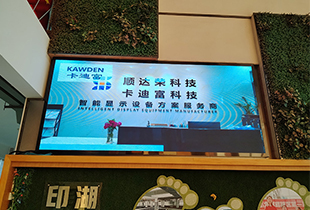 KAWDEN
卡迪富
顺达荣科技
卡迪富科技
智能显示设备方案服务商
INTELLIGENT DISPLAY EQUIPMENT MANUFACTURER
印湖